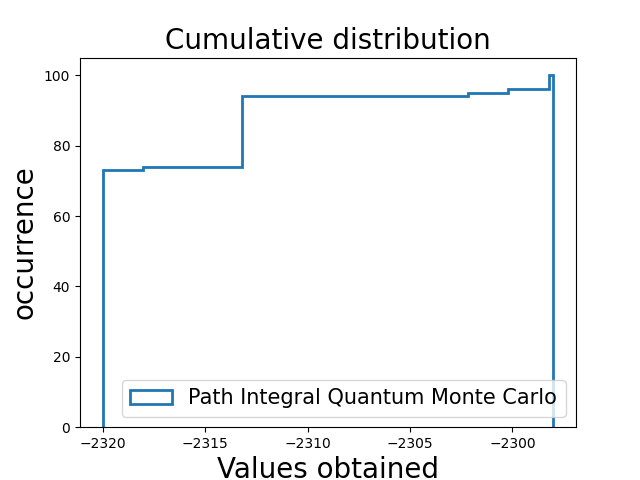 Cumulative distribution
occurrence
100
80
60
40
20
0
Path Integral Quantum Monte Carlo
−2320 −2315 −2310 −2305 −2300
Values obtained